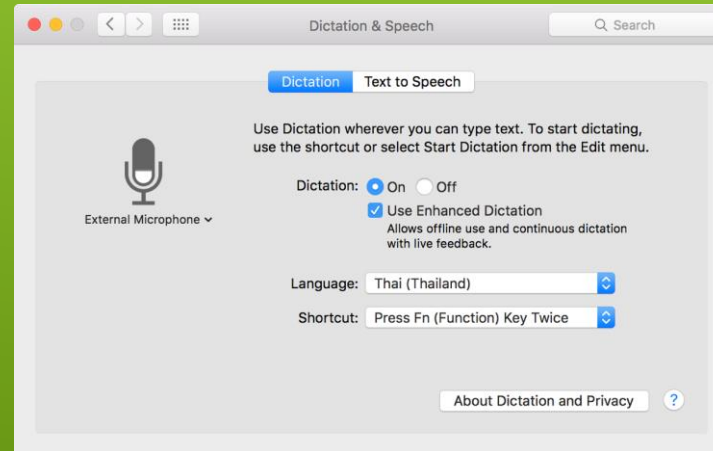 Dictation & Speech
Search
Dictation
Text to Speech
Use Dictation wherever you can type text. To start dictating,
use the shortcut or select Start Dictation from the Edit menu.
External Microphone
Dictation: On Off
Use Enhanced Dictation
Allows offline use and continuous dictation
with live feedback.
Language: Thai (Thailand)
Shortcut: Press Fn (Function) Key Twice
About Dictation and Privacy
?